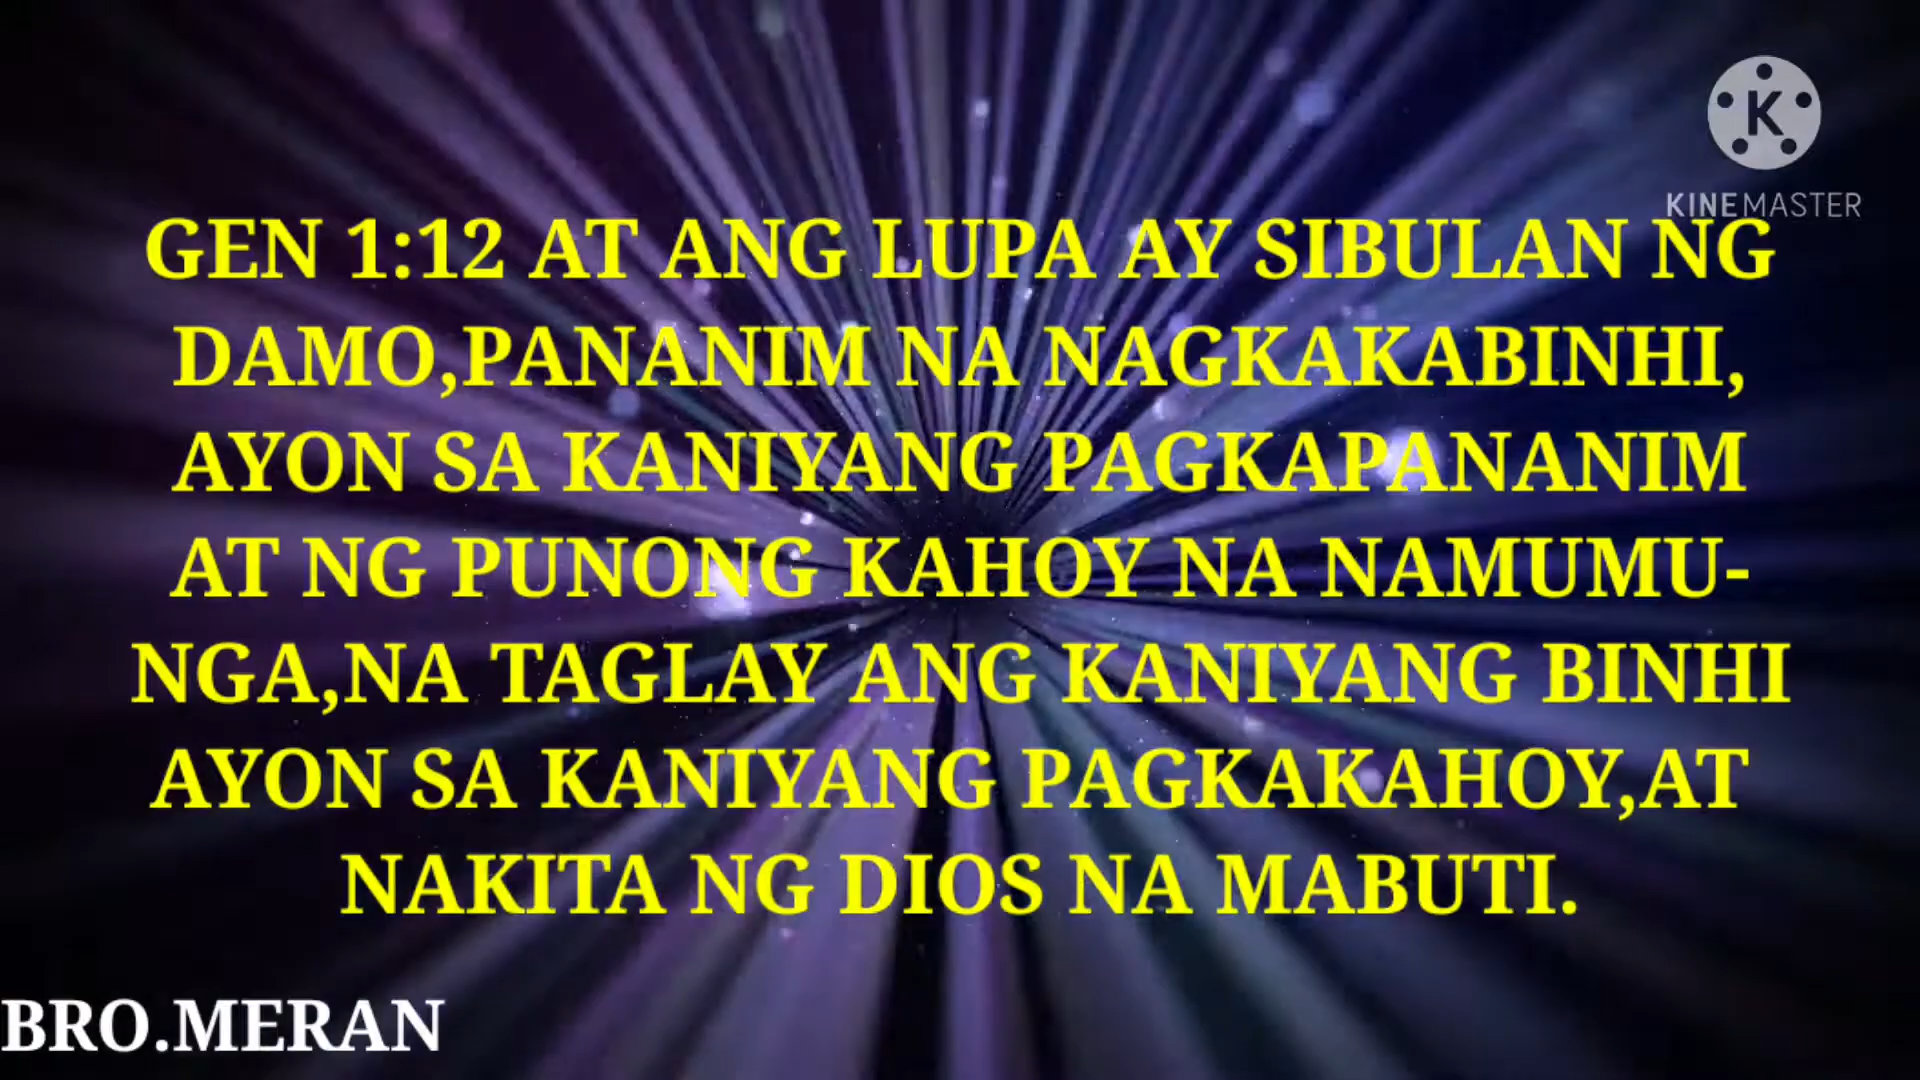 K
KINEMASTER
GEN 1:12 AT ANG LUPA AY SIBULAN NG
DAMO,PANANIM NA NAGKAKABINHI,
AYON SA KANIYANG PAGKAPANANIM
AT NG PUNONG KAHOY NA NAMUMU-
NGA,NA TAGLAY ANG KANIYANG BINHI
AYON SA KANIYANG PAGKAKAHOY,AT
NAKITA NG DIOS NA MABUTI.
BRO.MERAN